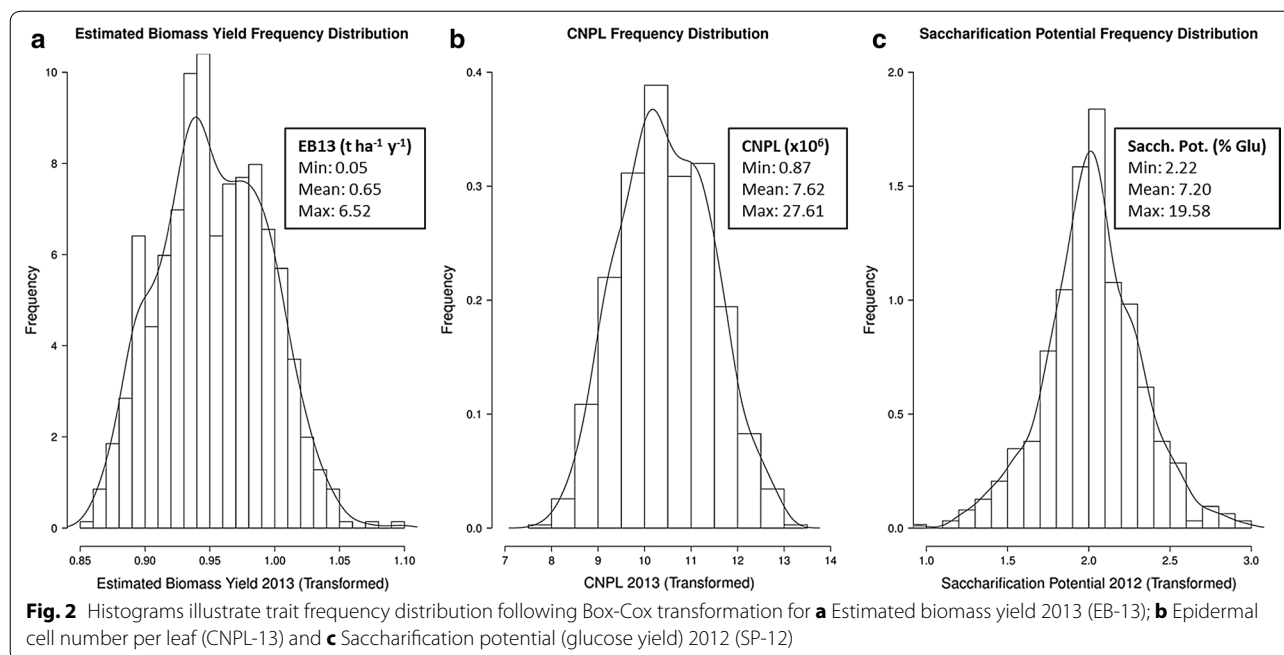 a Estimated Biomass Yield Frequency Distribution
10
8
6
4
2
0
Frequency
EB13 (t ha⁻¹ y⁻¹)
Min: 0.05
Mean: 0.65
Max: 6.52
0.85 0.90 0.95 1.00 1.05 1.10
Estimated Biomass Yield 2013 (Transformed)
b CNPL Frequency Distribution
0.4
0.3
0.2
0.1
0.0
Frequency
CNPL (x10⁶)
Min: 0.87
Mean: 7.62
Max: 27.61
7 8 9 10 11 12 13 14
CNPL 2013 (Transformed)
c Saccharification Potential Frequency Distribution
2.0
1.5
1.0
0.5
0.0
Frequency
Sacch. Pot. (% Glu)
Min: 2.22
Mean: 7.20
Max: 19.58
1.0 1.5 2.0 2.5 3.0
Saccharification Potential 2012 (Transformed)
Fig. 2 Histograms illustrate trait frequency distribution following Box-Cox transformation for a Estimated biomass yield 2013 (EB-13); b Epidermal
cell number per leaf (CNPL-13) and c Saccharification potential (glucose yield) 2012 (SP-12)